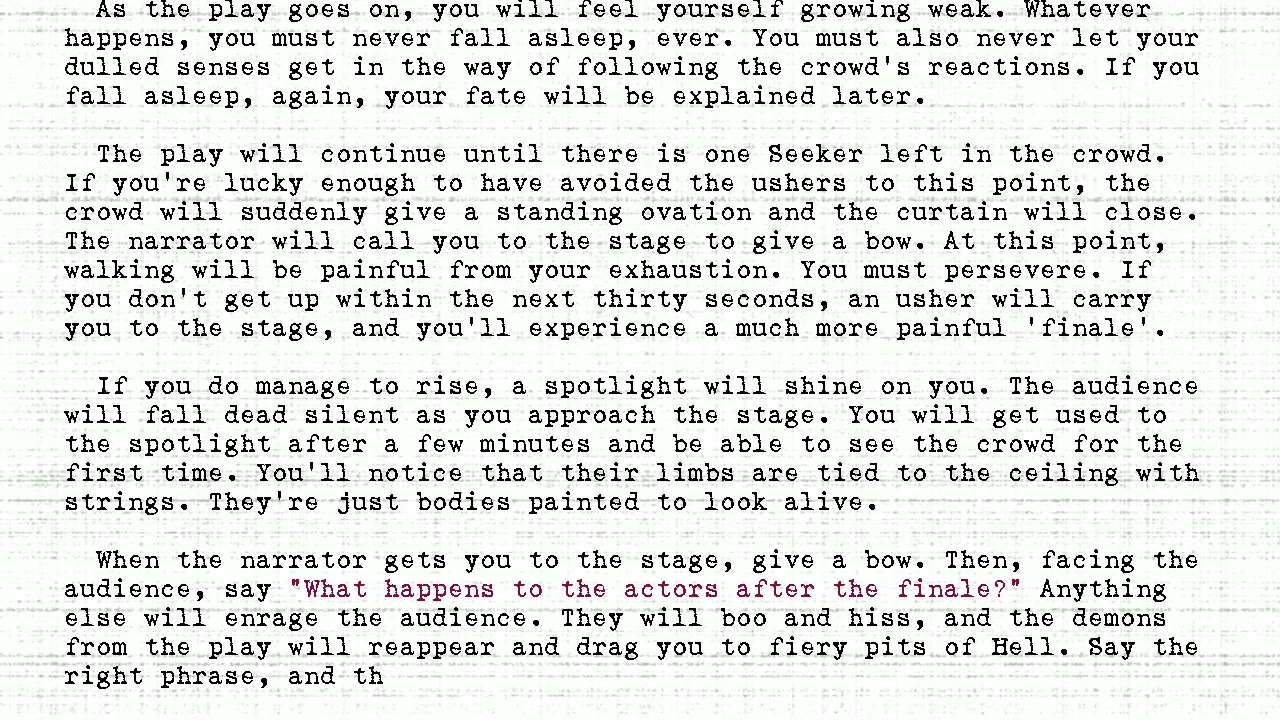 As the play goes on, you will feel yourself growing weak. Whatever
happens, you must never fall asleep, ever. You must also never let your
dulled senses get in the way of following the crowd's reactions. If you
fall asleep, again, your fate will be explained later.
The play will continue until there is one Seeker left in the crowd.
If you're lucky enough to have avoided the ushers to this point, the
crowd will suddenly give a standing ovation and the curtain will close.
The narrator will call you to the stage to give a bow. At this point,
walking will be painful from your exhaustion. You must persevere. If
you don't get up within the next thirty seconds, an usher will carry
you to the stage, and you'll experience a much more painful 'finale'.
If you do manage to rise, a spotlight will shine on you. The audience
will fall dead silent as you approach the stage. You will get used to
the spotlight after a few minutes and be able to see the crowd for the
first time. You'll notice that their limbs are tied to the ceiling with
strings. They're just bodies painted to look alive.
When the narrator gets you to the stage, give a bow. Then, facing the
audience, say "What happens to the actors after the finale?" Anything
else will enrage the audience. They will boo and hiss, and the demons
from the play will reappear and drag you to fiery pits of Hell. Say the
right phrase, and th